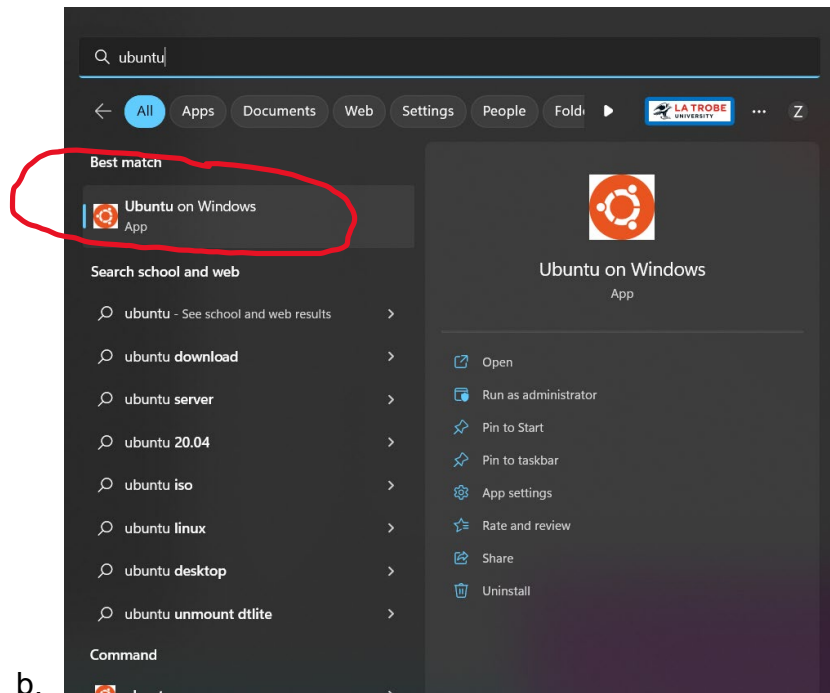 ubuntu
All Apps Documents Web Settings People Folde LA TROBE UNIVERSITY ... Z
Best match
Ubuntu on Windows
App
Search school and web
ubuntu - See school and web results
ubuntu download
ubuntu server
ubuntu 20.04
ubuntu iso
ubuntu linux
ubuntu desktop
ubuntu unmount dtlite
Command
Ubuntu on Windows
App
Open
Run as administrator
Pin to Start
Pin to taskbar
App settings
Rate and review
Share
Uninstall
b.